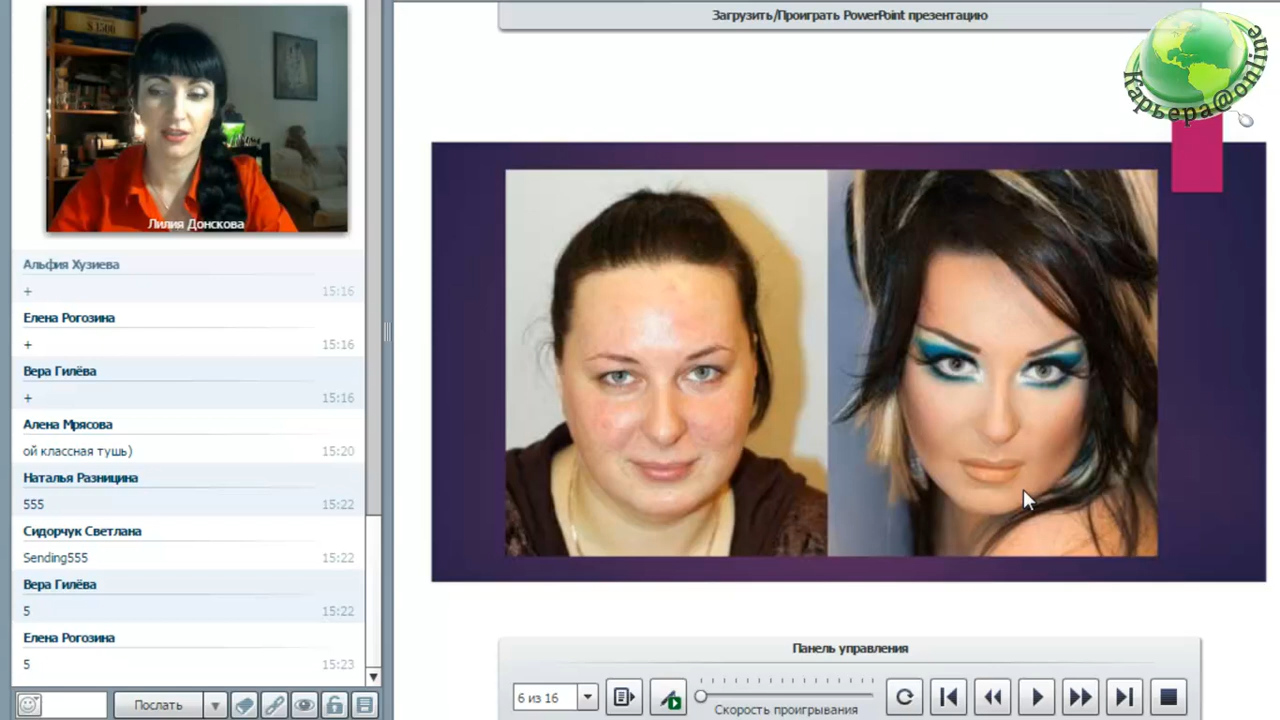 $ 1500
Лилия Донскова
Альфия Хузиева
+
15:16
Елена Рогозина
+
15:16
Вера Гилёва
+
15:16
Алена Мрясова
ой классная тушь)
15:20
Наталья Разницина
555
15:22
Сидорчук Светлана
Sending555
15:22
Вера Гилёва
5
15:22
Елена Рогозина
5
15:23
Послать
Загрузить/Проиграть PowerPoint презентацию
Карьера@online
Панель управления
6 из 16
Скорость проигрывания